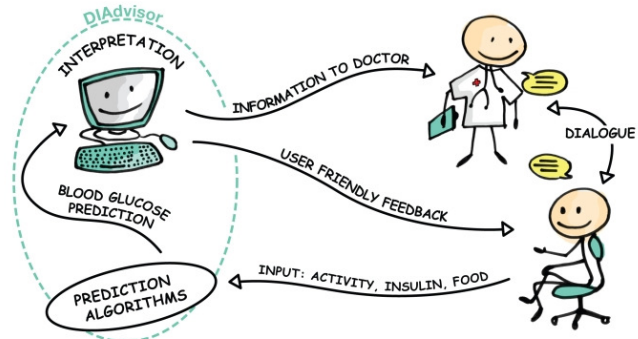 DIAdvisor
INTERPRETATION
INFORMATION TO DOCTOR
DIALOGUE
USER FRIENDLY FEEDBACK
BLOOD GLUCOSE
PREDICTION
INPUT: ACTIVITY, INSULIN, FOOD
PREDICTION
ALGORITHMS